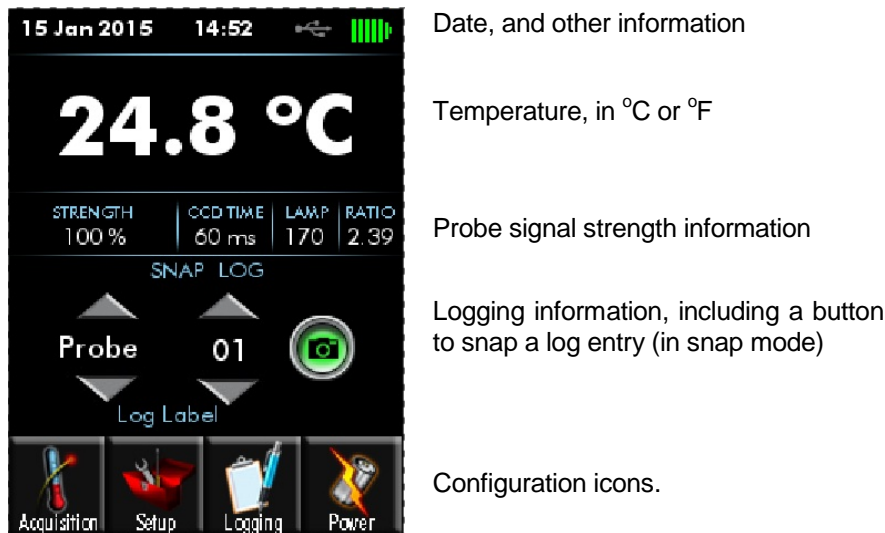 15 Jan 2015 14:52
Date, and other information
24.8 °C
Temperature, in °C or °F
STRENGTH CCD TIME LAMP RATIO
100 % 60 ms 170 2.39
Probe signal strength information
SNAP LOG
Probe 01
Log Label
Logging information, including a button
to snap a log entry (in snap mode)
Acquisition Setup Logging Power
Configuration icons.